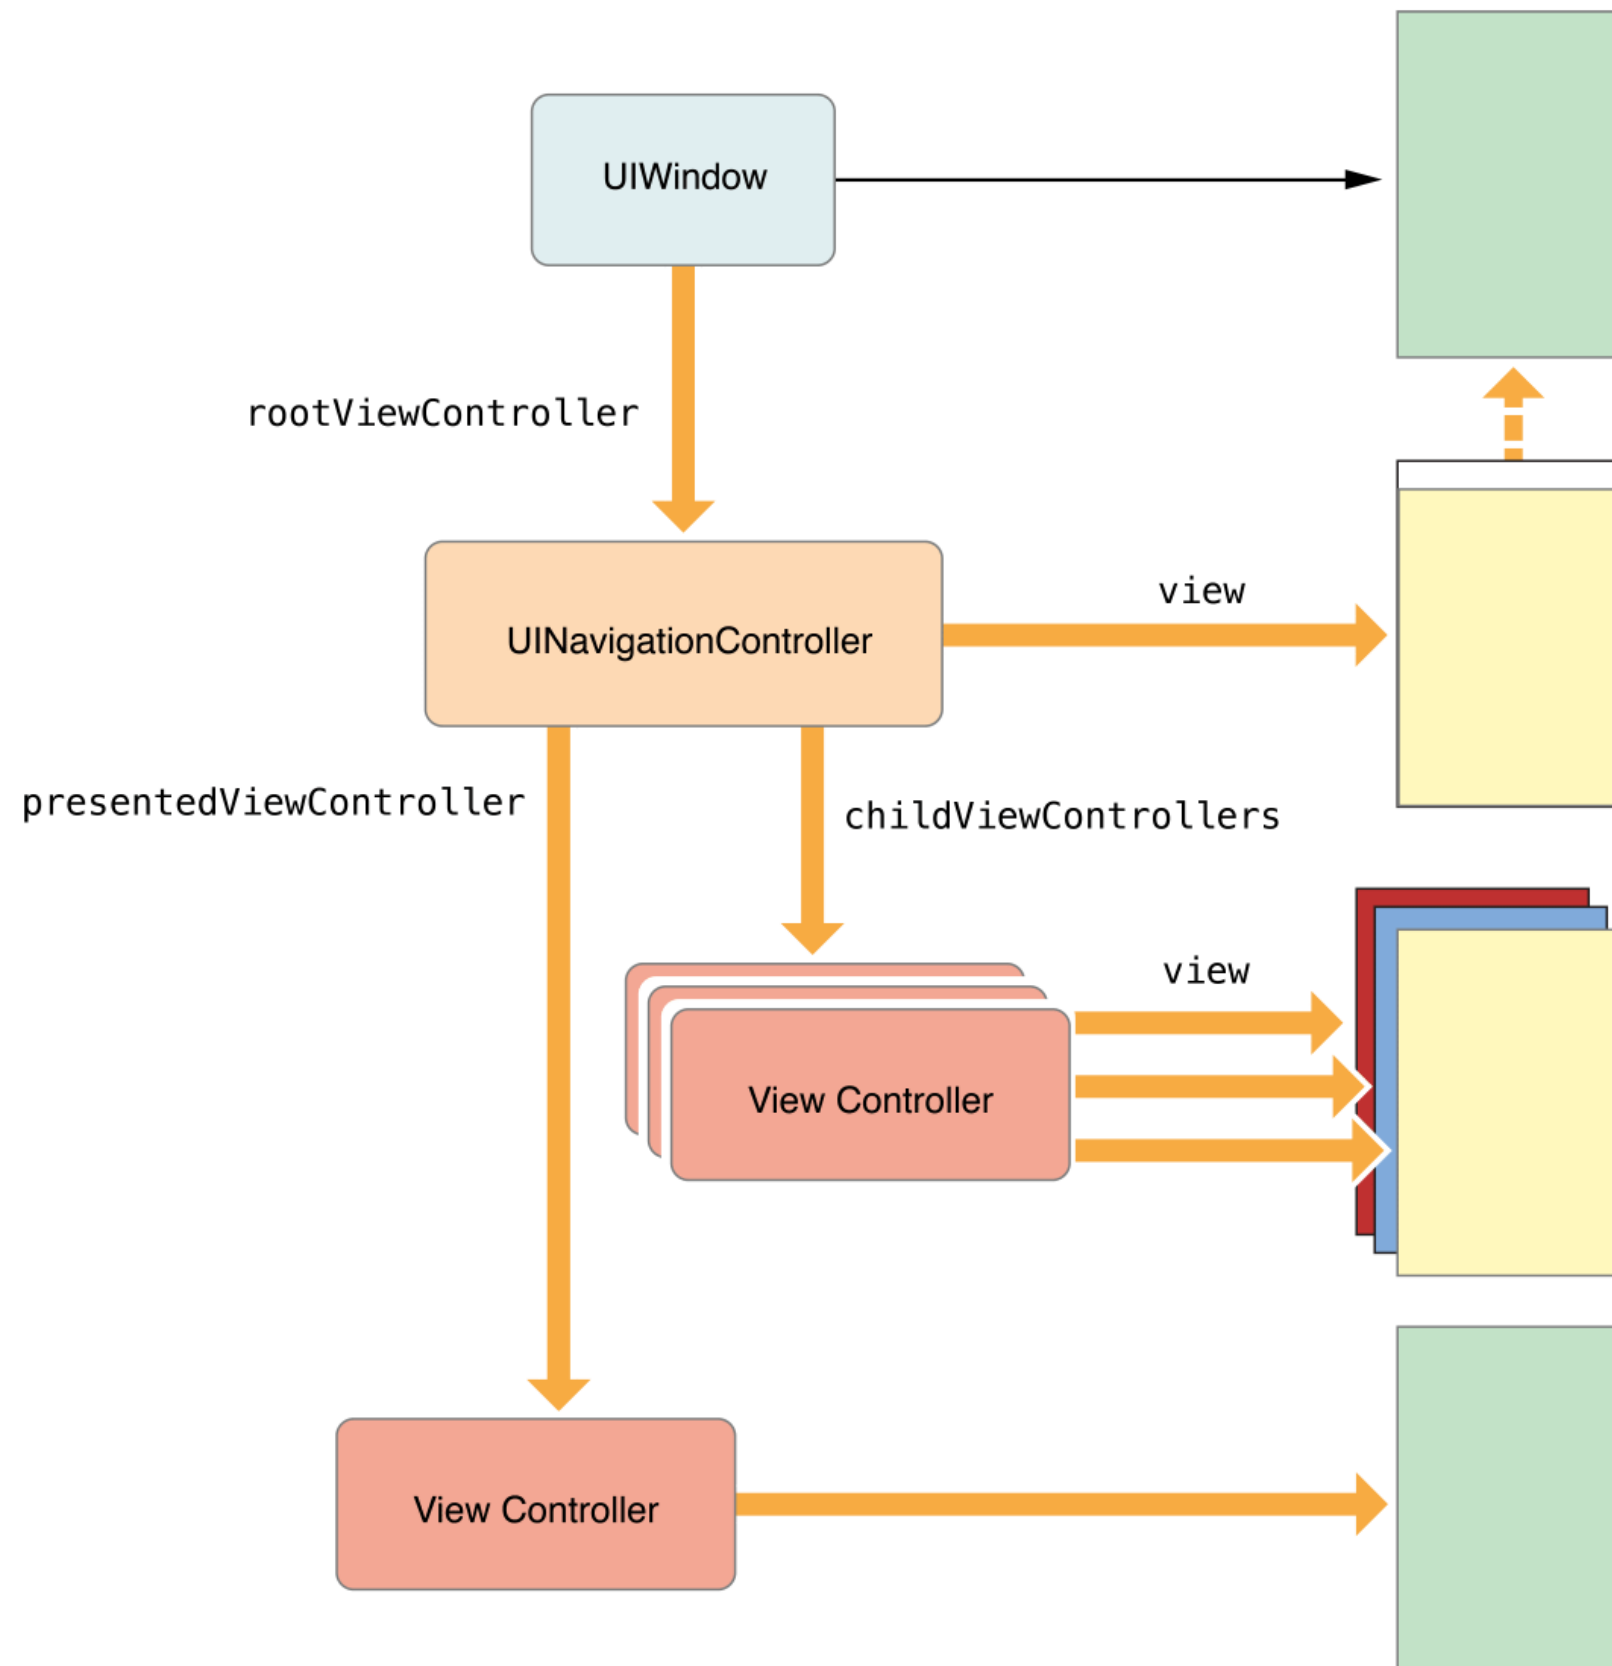 UIWindow
rootViewController
view
UINavigationController
presentedViewController
childViewControllers
view
View Controller
View Controller